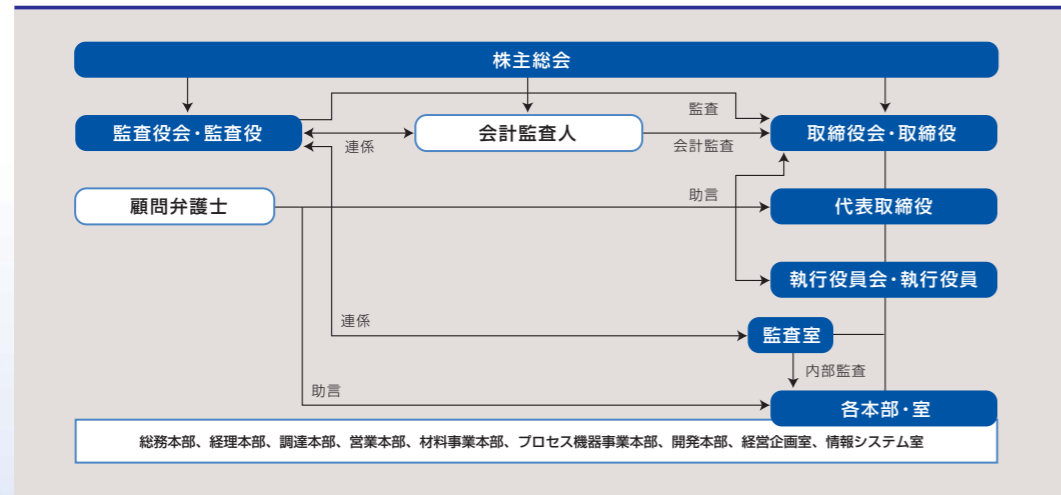 株主総会
監査
監査役会・監査役
会計監査人
取締役会・取締役
連係
会計監査
助言
顧問弁護士
代表取締役
執行役員会・執行役員
連係
監査室
内部監査
助言
各本部・室
総務本部、経理本部、調達本部、営業本部、材料事業本部、プロセス機器事業本部、開発本部、経営企画室、情報システム室